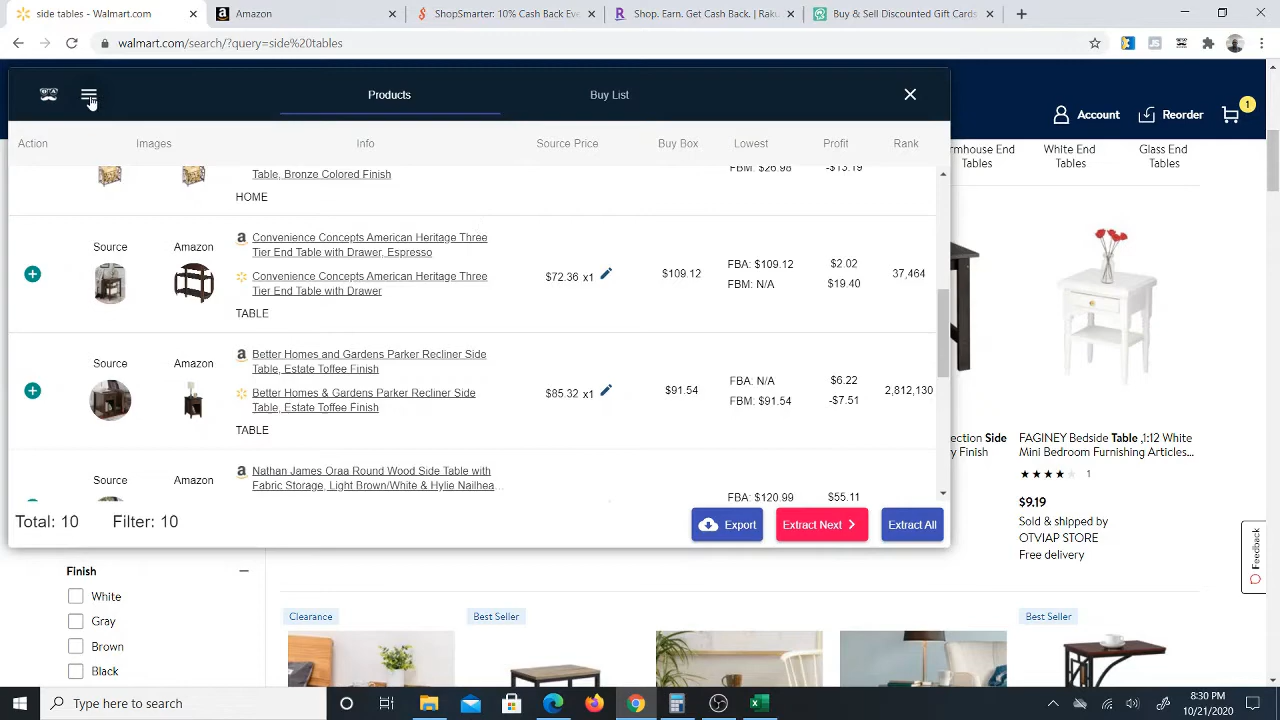 side tables - Walmart.com
Amazon
ShopSmarter: 10% Cash Back Eve
Shop. Earn. Get Back. | Raku
Buy & Sell Discounted Gift Cards
walmart.com/search/?query=side%20tables
Products
Buy List
Account
Reorder
1
Action
Images
Info
Source Price
Buy Box
Lowest
Profit
Rank
rmhouse End
Tables
White End
Tables
Glass End
Tables
Table, Bronze Colored Finish
HOME
FBM: $26.98
-$13.19
Source
Amazon
Convenience Concepts American Heritage Three
Tier End Table with Drawer, Espresso
Convenience Concepts American Heritage Three
Tier End Table with Drawer
TABLE
$72.36 x1
$109.12
FBA: $109.12
FBM: N/A
$2.02
$19.40
37,464
Source
Amazon
Better Homes and Gardens Parker Recliner Side
Table, Estate Toffee Finish
Better Homes & Gardens Parker Recliner Side
Table, Estate Toffee Finish
TABLE
$85.32 x1
$91.54
FBA: N/A
FBM: $91.54
$6.22
-$7.51
2,812,130
Source
Amazon
Nathan James Oraa Round Wood Side Table with
Fabric Storage, Light Brown/White & Hylie Nailhea...
FBA: $120.99
$55.11
Total: 10
Filter: 10
Export
Extract Next
Extract All
ection Side
FAGINEY Bedside Table ,1:12 White
Mini Bedroom Furnishing Articles...
1
$9.19
Sold & shipped by
OTVIAP STORE
Free delivery
Feedback
Finish
White
Gray
Brown
Black
Clearance
Best Seller
Best Seller
Type here to search
8:30 PM
10/21/2020